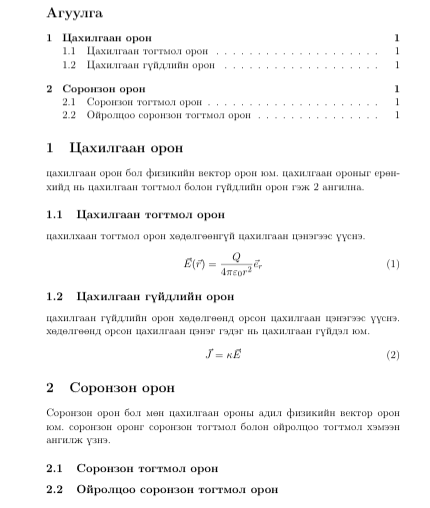 Агуулга
1 Цахилгаан орон 1
1.1 Цахилгаан тогтмол орон . . . . . . . . . . . . . . . . . . . . 1
1.2 Цахилгаан гүйдлийн орон . . . . . . . . . . . . . . . . . . . 1
2 Соронзон орон 1
2.1 Соронзон тогтмол орон . . . . . . . . . . . . . . . . . . . . . 1
2.2 Ойролцоо соронзон тогтмол орон . . . . . . . . . . . . . . . 1
1 Цахилгаан орон
цахилгаан орон бол физикийн вектор орон юм. цахилгаан ороныг ерөн-
хийд нь цахилгаан тогтмол болон гүйдлийн орон гэж 2 ангилна.
1.1 Цахилгаан тогтмол орон
цахилхаан тогтмол орон хөдөлгөөнгүй цахилгаан цэнэгээс үүснэ.
$\vec{E}(\vec{r}) = \frac{Q}{4\pi\varepsilon_0 r^2}\vec{e}_r$ (1)
1.2 Цахилгаан гүйдлийн орон
цахилгаан гүйдлийн орон хөдөлгөөнд орсон цахилгаан цэнэгээс үүснэ.
хөдөлгөөнд орсон цахилгаан цэнэг гэдэг нь цахилгаан гүйдэл юм.
$\vec{J} = \kappa\vec{E}$ (2)
2 Соронзон орон
Соронзон орон бол мөн цахилгаан ороны адил физикийн вектор орон
юм. соронзон оронг соронзон тогтмол болон ойролцоо тогтмол хэмээн
ангилж үзнэ.
2.1 Соронзон тогтмол орон
2.2 Ойролцоо соронзон тогтмол орон